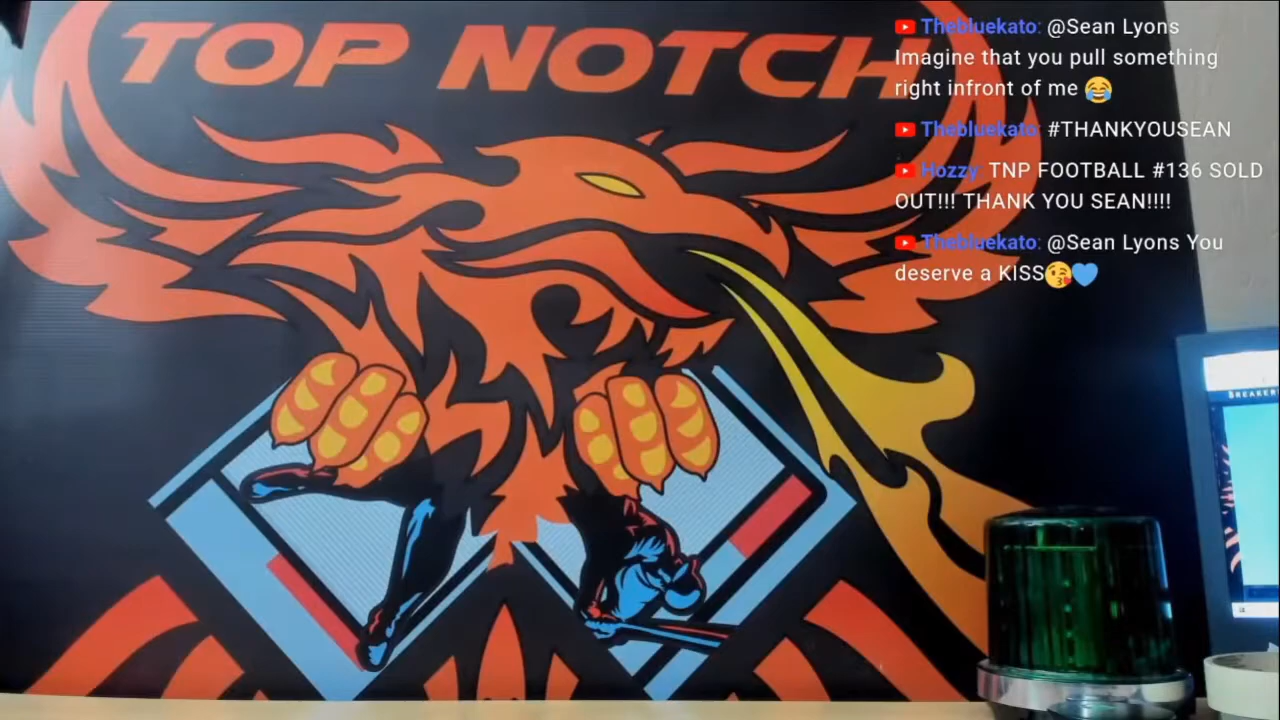 TOP NOTCH
Thebluekato: @Sean Lyons
Imagine that you pull something
right infront of me 😂
Thebluekato: #THANKYOUSEAN
Hozzy: TNP FOOTBALL #136 SOLD
OUT!!! THANK YOU SEAN!!!!
Thebluekato: @Sean Lyons You
deserve a KISS😘💙